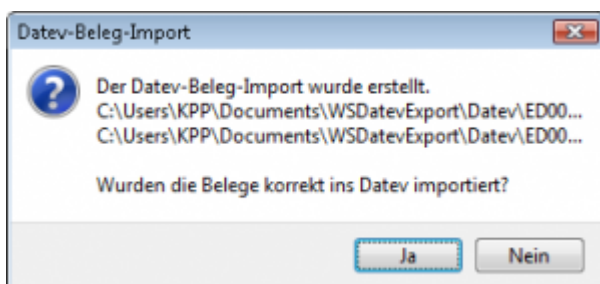 Datev-Beleg-Import
Der Datev-Beleg-Import wurde erstellt.
C:\Users\KPP\Documents\WSDatevExport\Datev\ED00...
C:\Users\KPP\Documents\WSDatevExport\Datev\ED00...
Wurden die Belege korrekt ins Datev importiert?
Ja
Nein